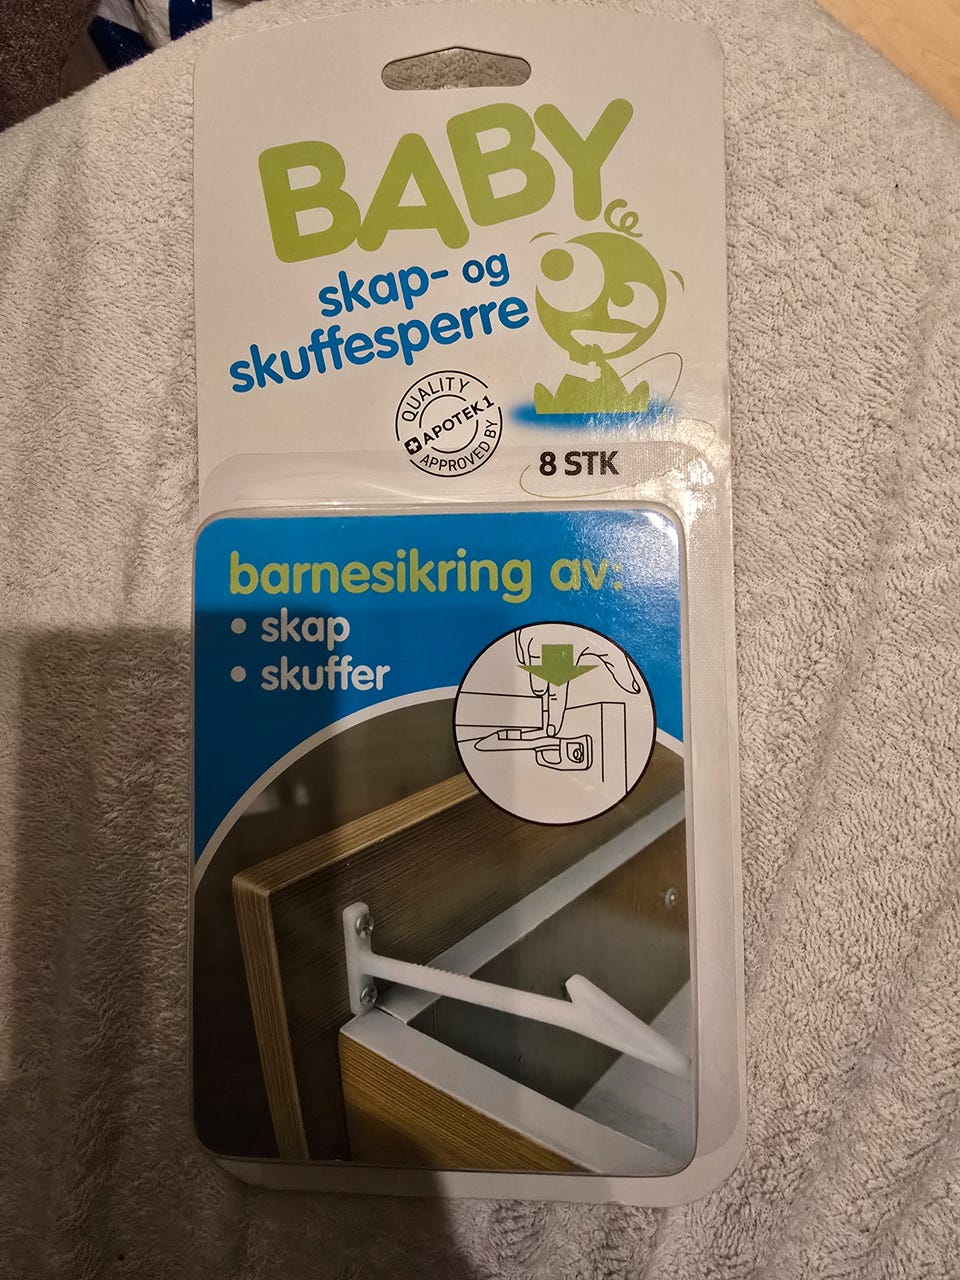 BABY
skap- og
skuffesperre
QUALITY
APOTEK 1
APPROVED BY
8 STK
barnesikring av:
• skap
• skuffer